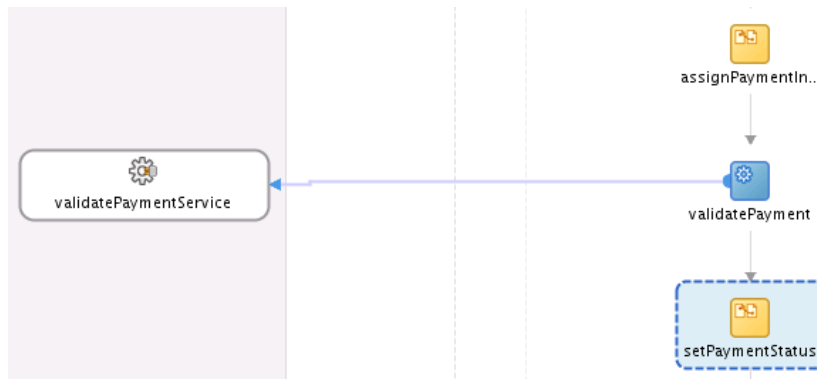 assignPaymentIn..
validatePaymentService
validatePayment
setPaymentStatus